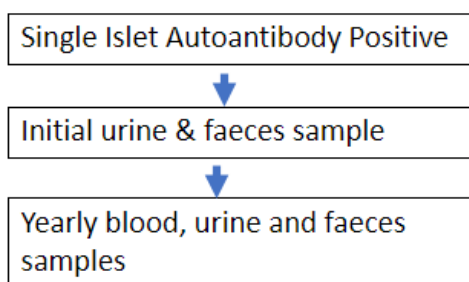 Single Islet Autoantibody Positive
Initial urine & faeces sample
Yearly blood, urine and faeces
samples